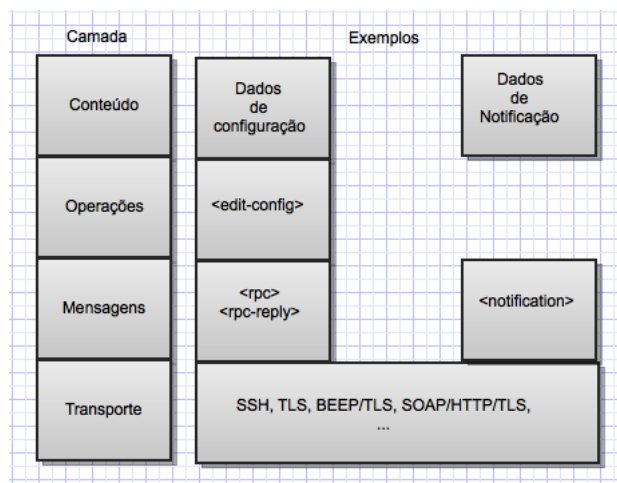 Camada
Exemplos
Conteúdo
Dados
de
configuração
Dados
de
Notificação
Operações
<edit-config>
Mensagens
<rpc>
<rpc-reply>
<notification>
Transporte
SSH, TLS, BEEP/TLS, SOAP/HTTP/TLS,
...